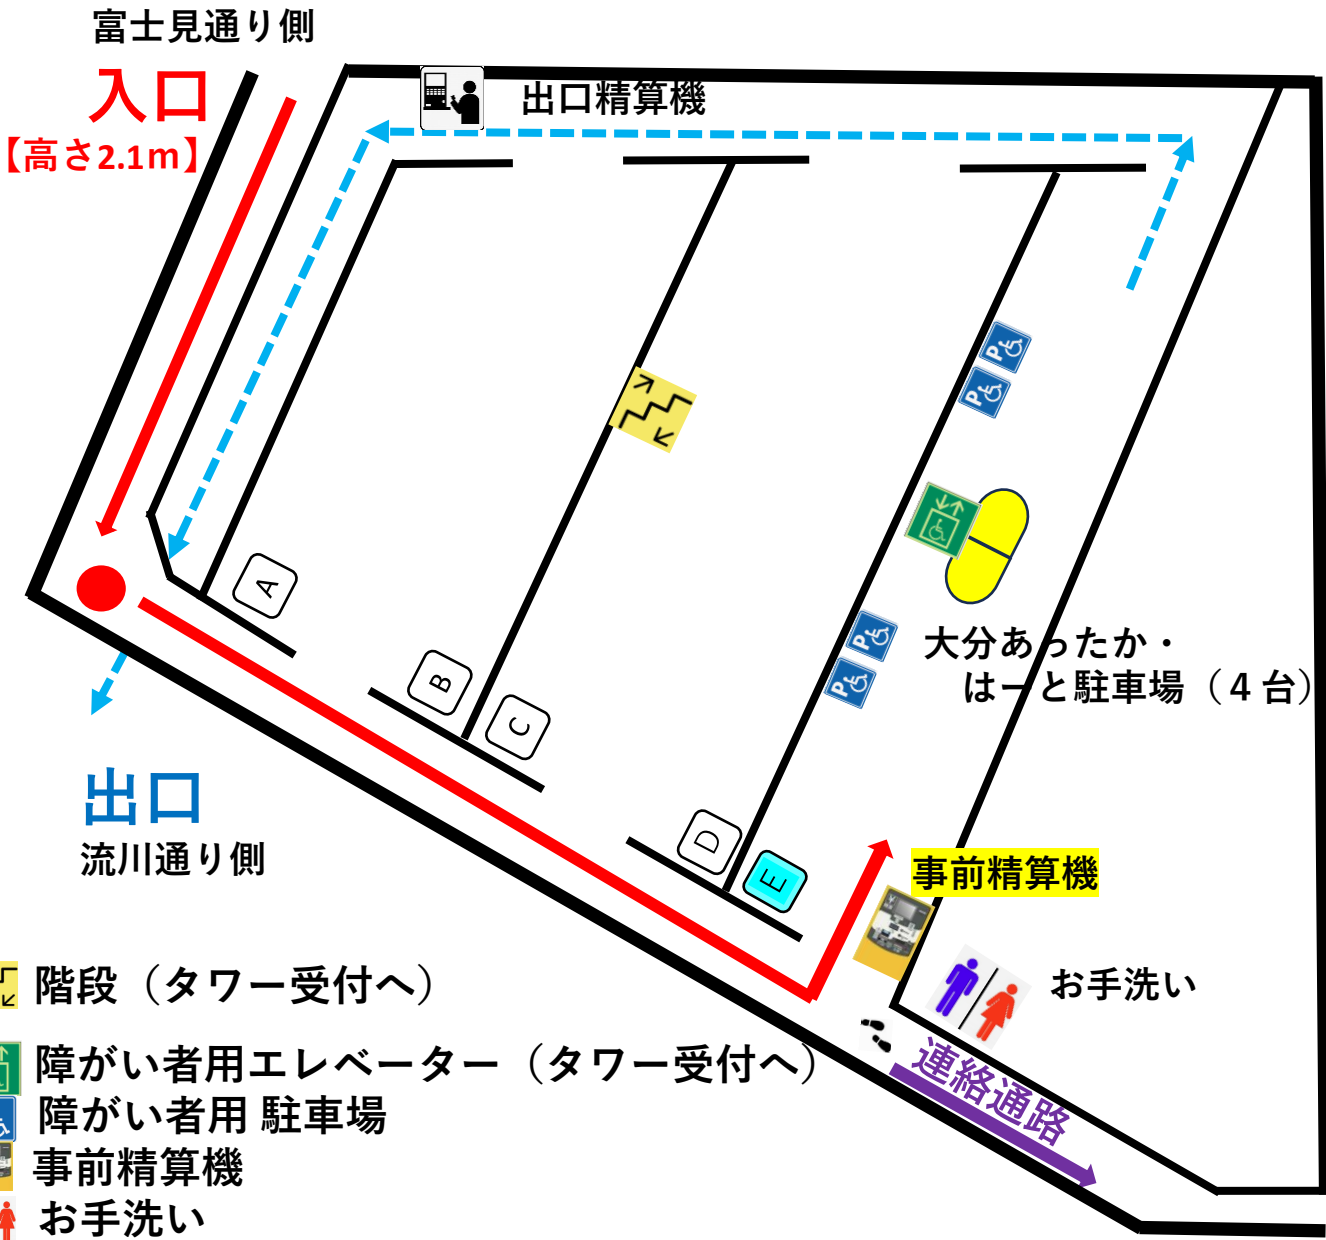 富士見通り側
入口
【高さ2.1m】
出口精算機
A
B
C
D
E
大分あったか・
はーと駐車場（４台）
出口
流川通り側
事前精算機
お手洗い
連絡通路
階段（タワー受付へ）
障がい者用エレベーター（タワー受付へ）
障がい者用 駐車場
事前精算機
お手洗い
P
P
P
P